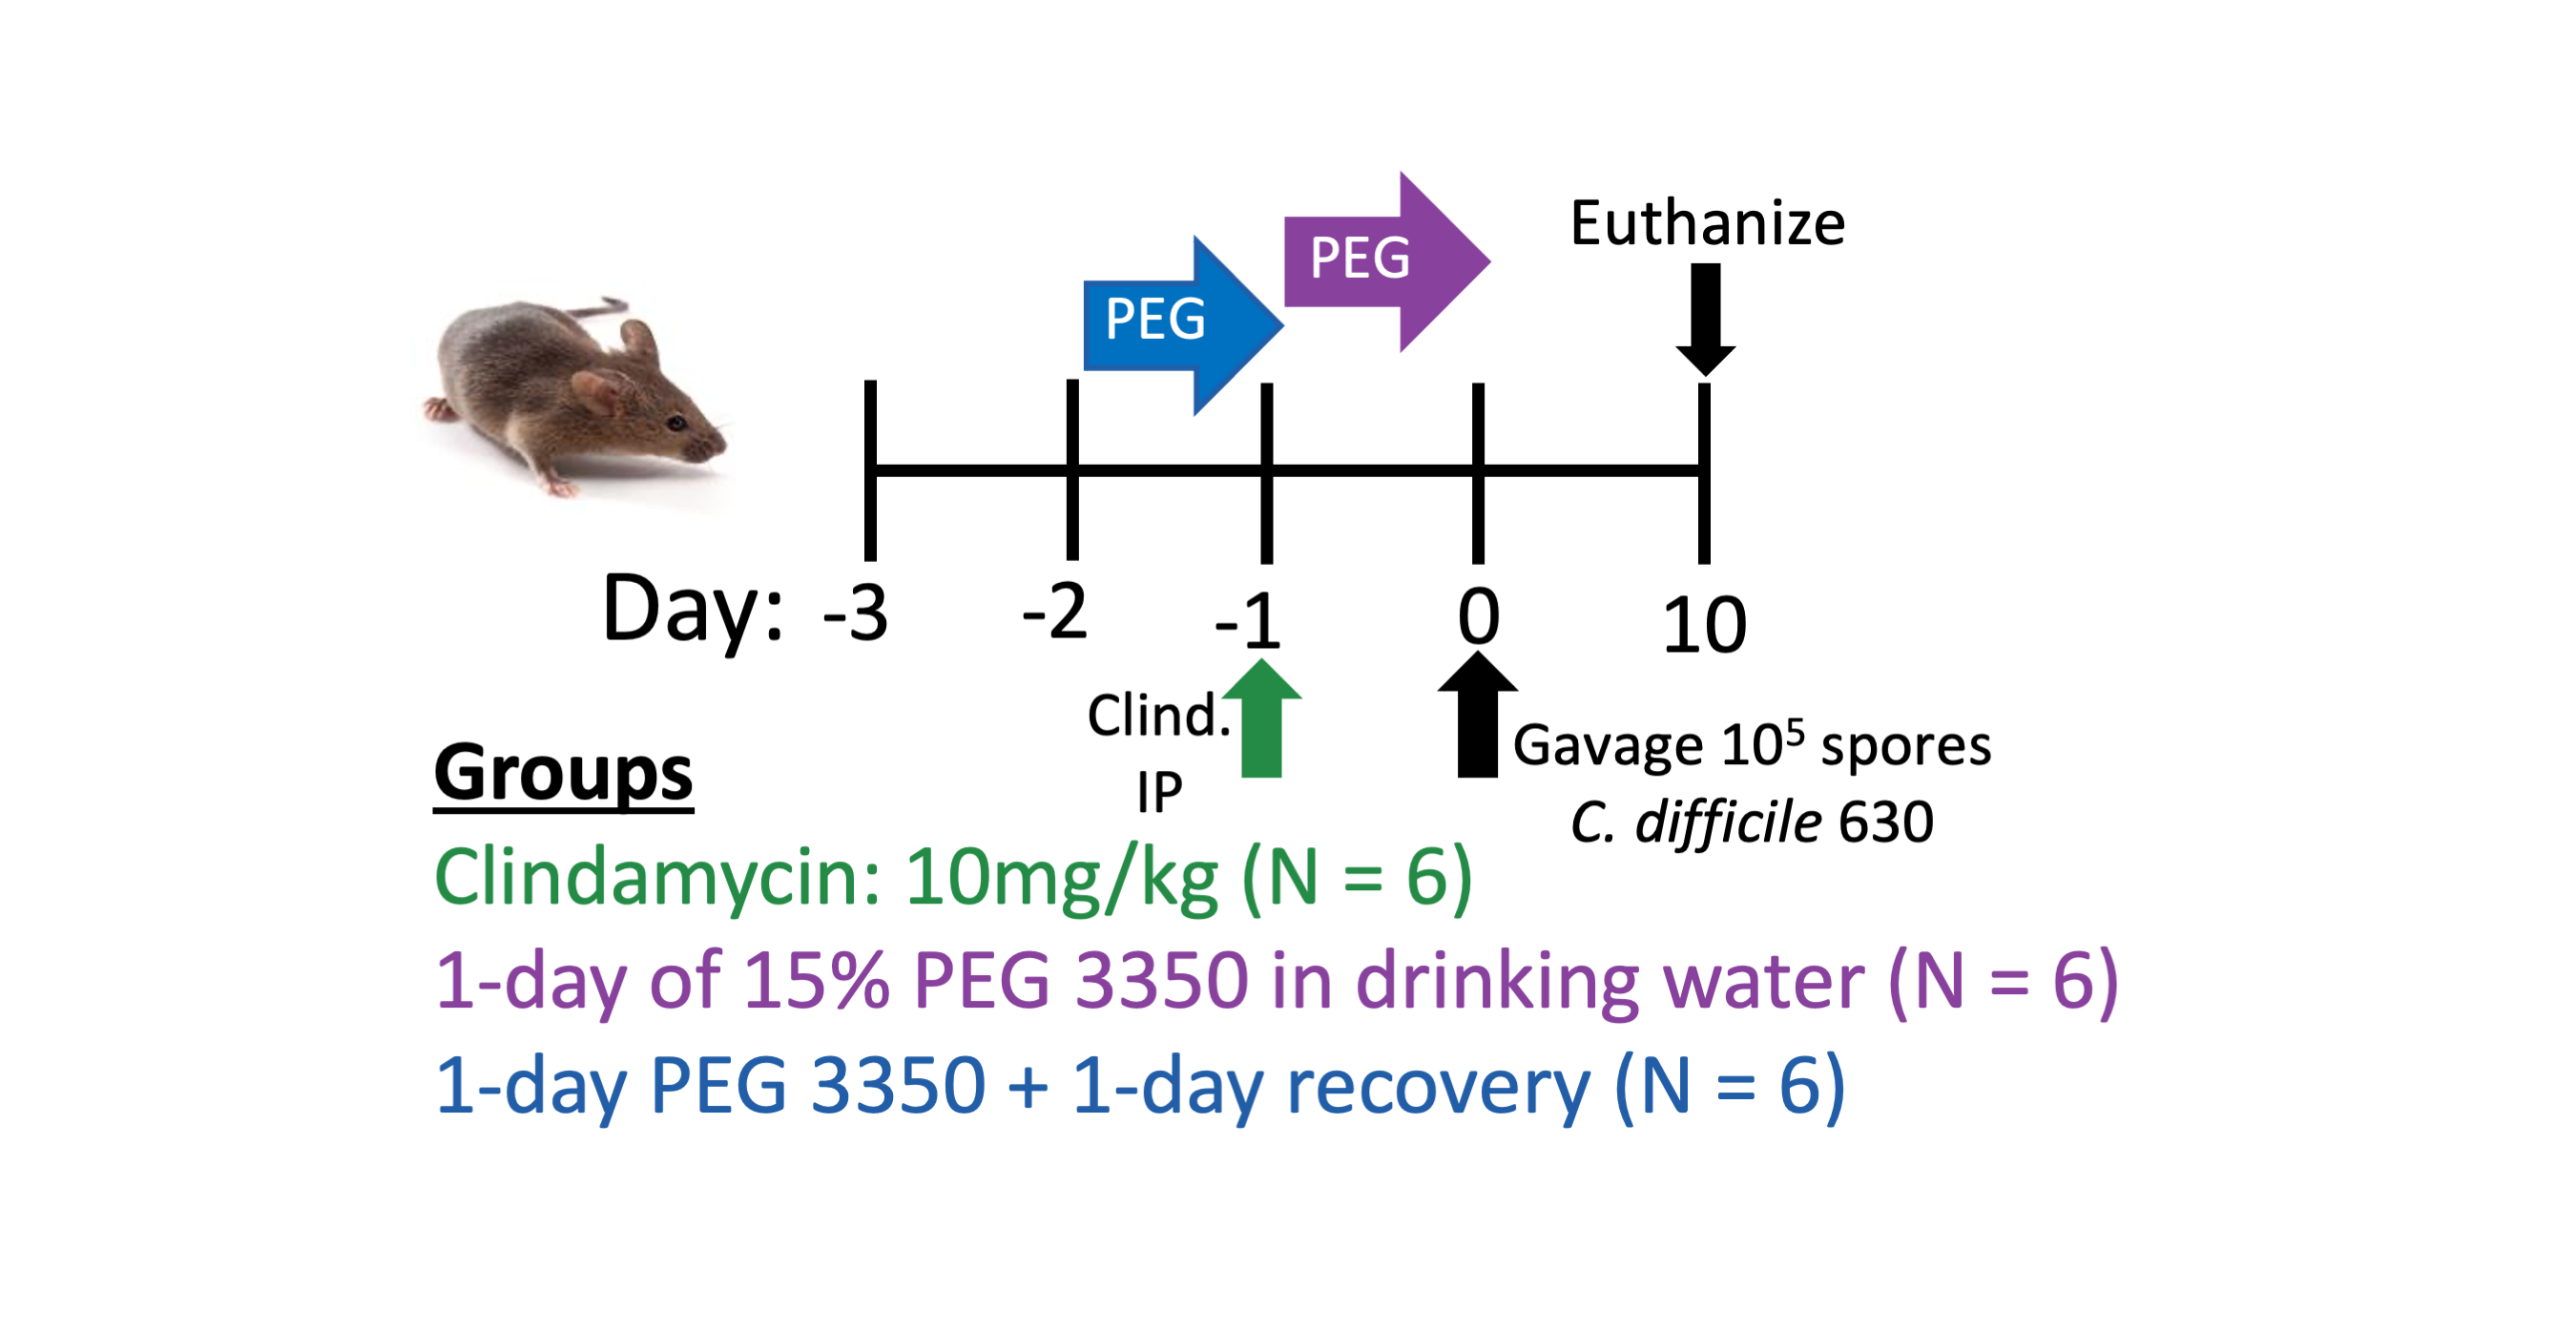 PEG
PEG
Euthanize
Day: -3 -2 -1 0 10
Clind.
IP
Gavage 10⁵ spores
C. difficile 630
Groups
Clindamycin: 10mg/kg (N = 6)
1-day of 15% PEG 3350 in drinking water (N = 6)
1-day PEG 3350 + 1-day recovery (N = 6)